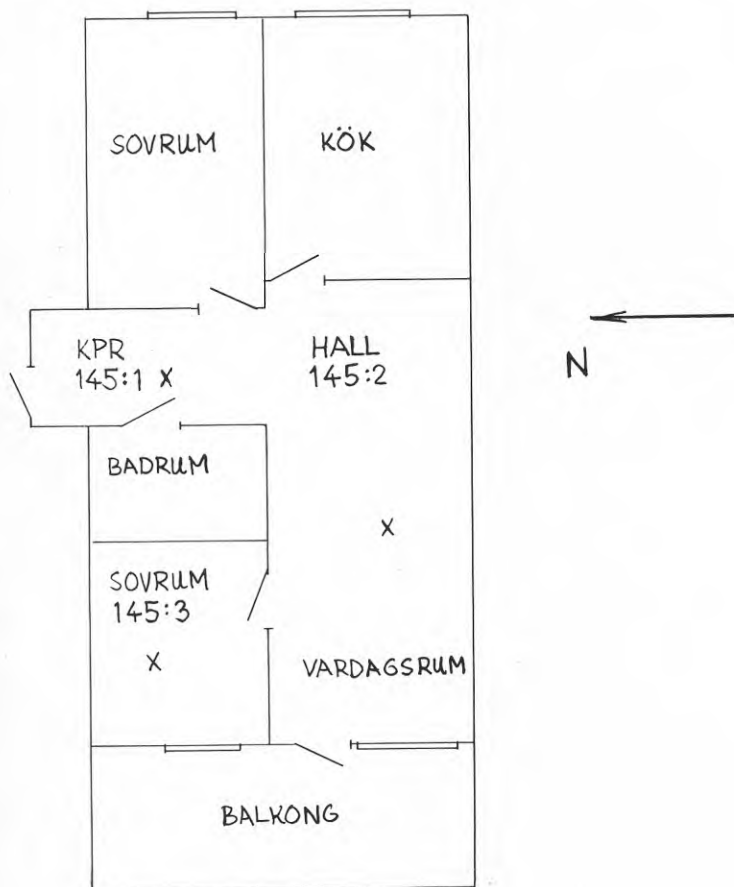 SOVRUM
KÖK
KPR
145:1 X
HALL
145:2
N
BADRUM
X
SOVRUM
145:3
X
VARDAGSRUM
BALKONG